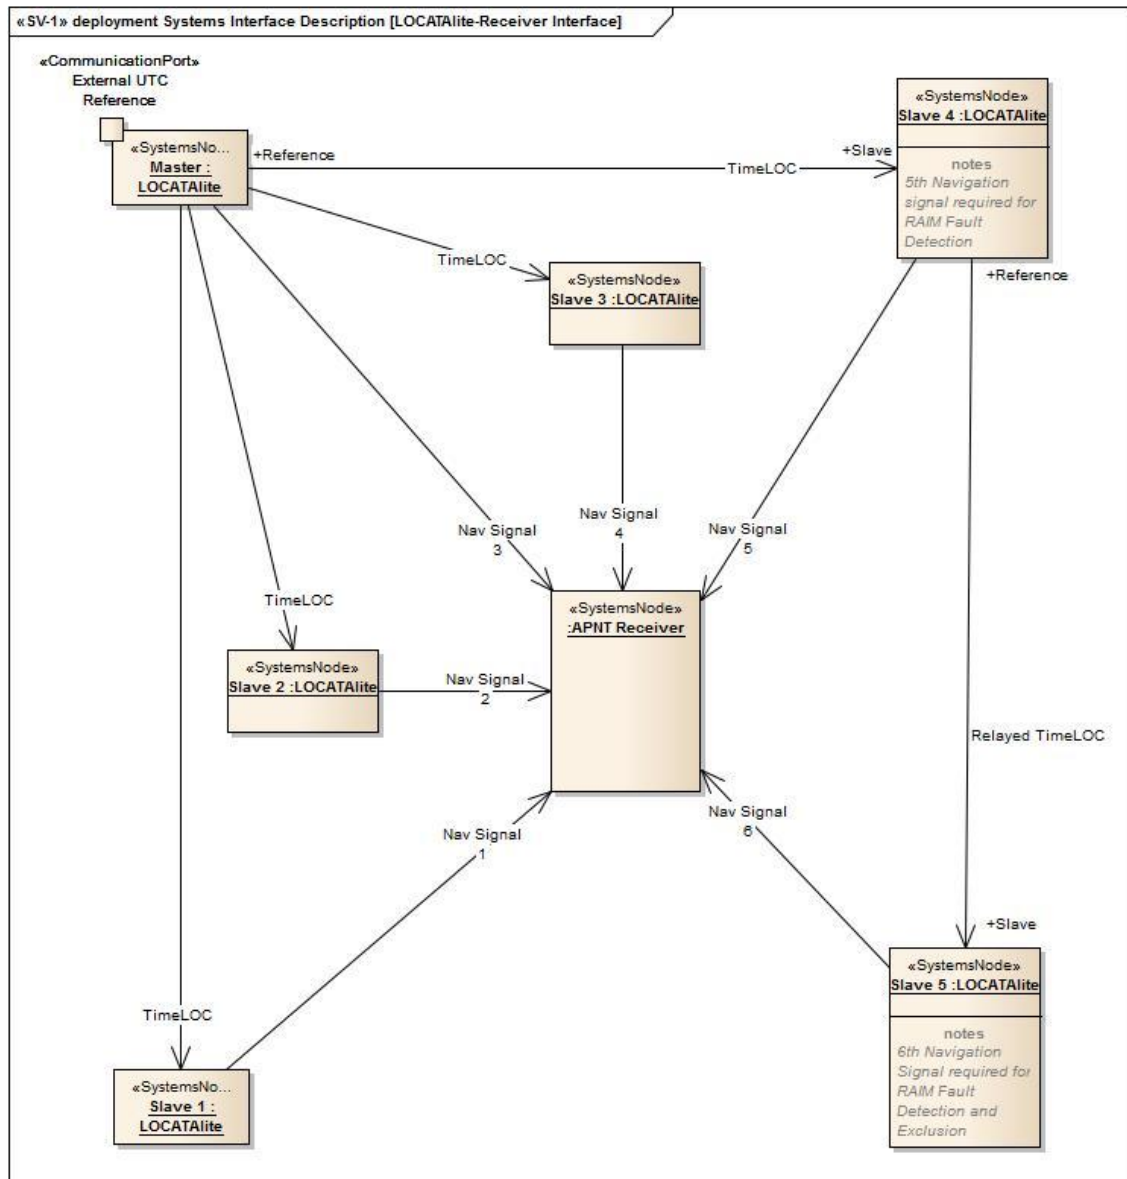 «SV-1» deployment Systems Interface Description [LOCATAlite-Receiver Interface]
«CommunicationPort»
External UTC
Reference
«SystemsNo...
Master :
LOCATAlite
+Reference
+Slave
TimeLOC
«SystemsNode»
Slave 4 :LOCATAlite
notes
5th Navigation
signal required for
RAIM Fault
Detection
TimeLOC
«SystemsNode»
Slave 3 :LOCATAlite
+Reference
Nav Signal
3
Nav Signal
4
Nav Signal
5
TimeLOC
«SystemsNode»
:APNT Receiver
«SystemsNode»
Slave 2 :LOCATAlite
Nav Signal
2
Relayed TimeLOC
Nav Signal
1
Nav Signal
6
+Slave
«SystemsNode»
Slave 5 :LOCATAlite
notes
6th Navigation
Signal required for
RAIM Fault
Detection and
Exclusion
TimeLOC
«SystemsNo...
Slave 1 :
LOCATAlite